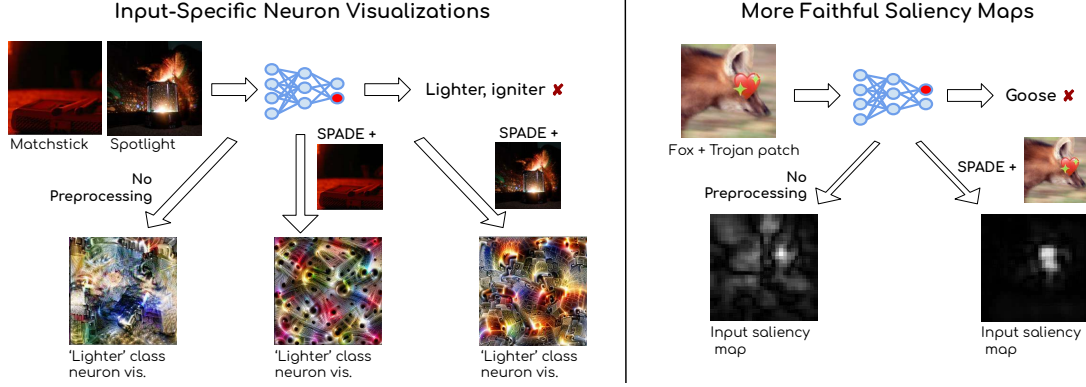 Input-Specific Neuron Visualizations
Matchstick
Spotlight
Lighter, igniter ✘
SPADE +
SPADE +
No
Preprocessing
'Lighter' class
neuron vis.
'Lighter' class
neuron vis.
'Lighter' class
neuron vis.
More Faithful Saliency Maps
Fox + Trojan patch
Goose ✘
No
Preprocessing
SPADE +
Input saliency
map
Input saliency
map